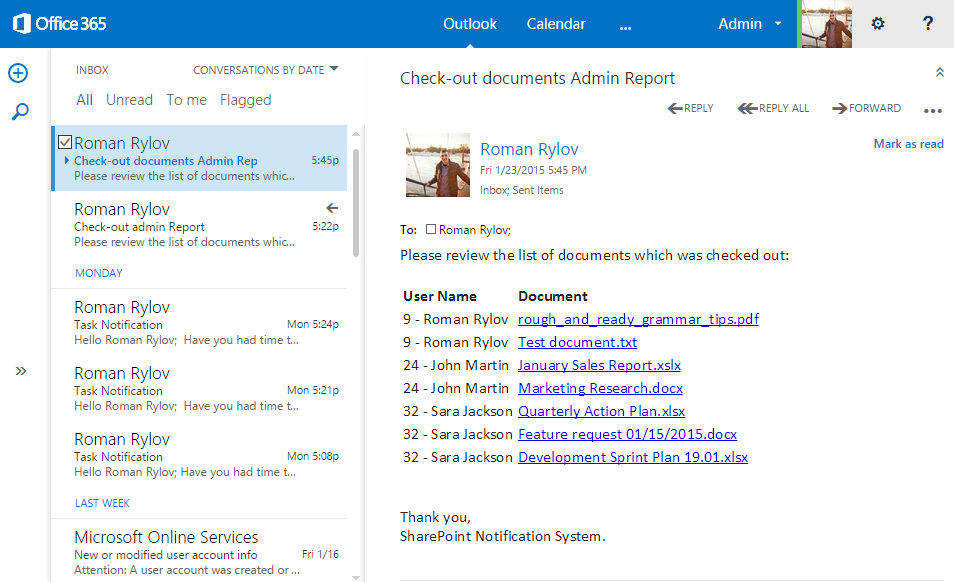 Office 365
Outlook
Calendar
...
Admin
?
INBOX
CONVERSATIONS BY DATE
All Unread To me Flagged
Roman Rylov
Check-out documents Admin Rep 5:45p
Please review the list of documents whic...
Roman Rylov
Check-out admin Report 5:22p
Please review the list of documents whic...
MONDAY
Roman Rylov
Task Notification Mon 5:24p
Hello Roman Rylov;  Have you had time t...
Roman Rylov
Task Notification Mon 5:21p
Hello Roman Rylov;  Have you had time t...
Roman Rylov
Task Notification Mon 5:08p
Hello Roman Rylov; Have you had time t...
LAST WEEK
Microsoft Online Services
New or modified user account info Fri 1/16
Attention: A user account was created or ...
Check-out documents Admin Report
REPLY REPLY ALL FORWARD ...
Roman Rylov
Mark as read
Fri 1/23/2015 5:45 PM
Inbox; Sent Items
To: Roman Rylov;
Please review the list of documents which was checked out:
User Name Document
9 - Roman Rylov rough_and_ready_grammar_tips.pdf
9 - Roman Rylov Test document.txt
24 - John Martin January Sales Report.xslx
24 - John Martin Marketing Research.docx
32 - Sara Jackson Quarterly Action Plan.xlsx
32 - Sara Jackson Feature request 01/15/2015.docx
32 - Sara Jackson Development Sprint Plan 19.01.xlsx
Thank you,
SharePoint Notification System.